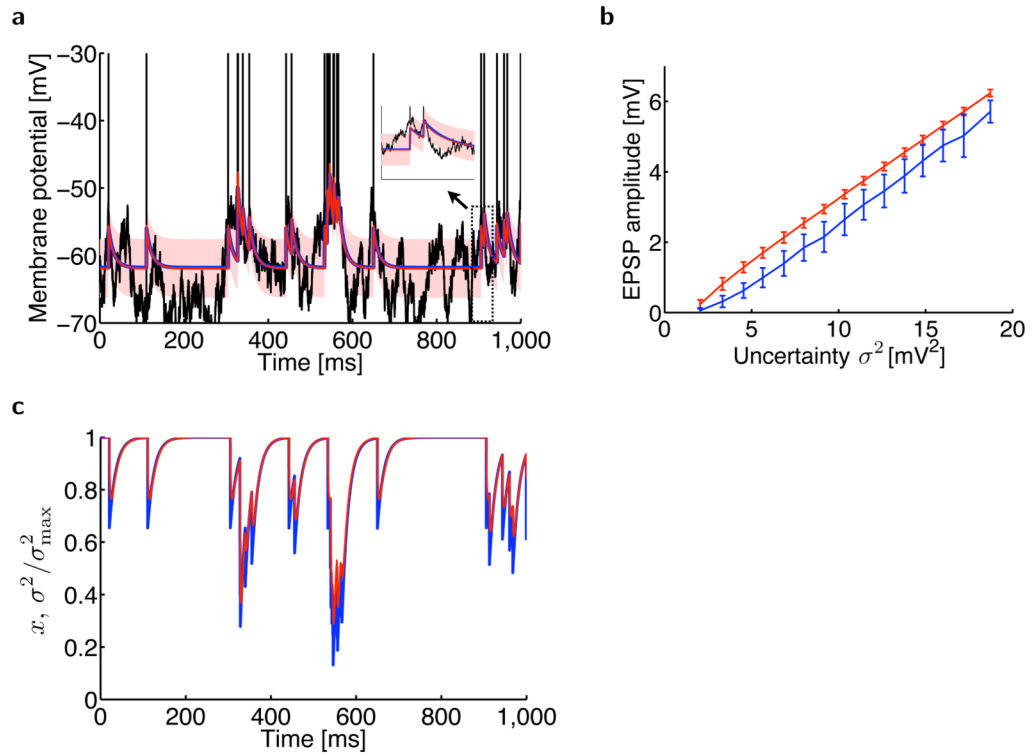 a
Membrane potential [mV]
−30
−40
−50
−60
−70
0 200 400 600 800 1,000
Time [ms]
b
EPSP amplitude [mV]
6
4
2
0
0 5 10 15 20
Uncertainty σ² [mV²]
c
x, σ²/σ²max
1
0.8
0.6
0.4
0.2
0
0 200 400 600 800 1,000
Time [ms]